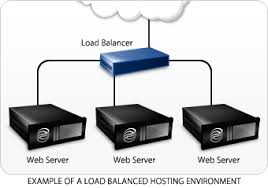 Load Balancer
Web Server Web Server Web Server
EXAMPLE OF A LOAD BALANCED HOSTING ENVIRONMENT